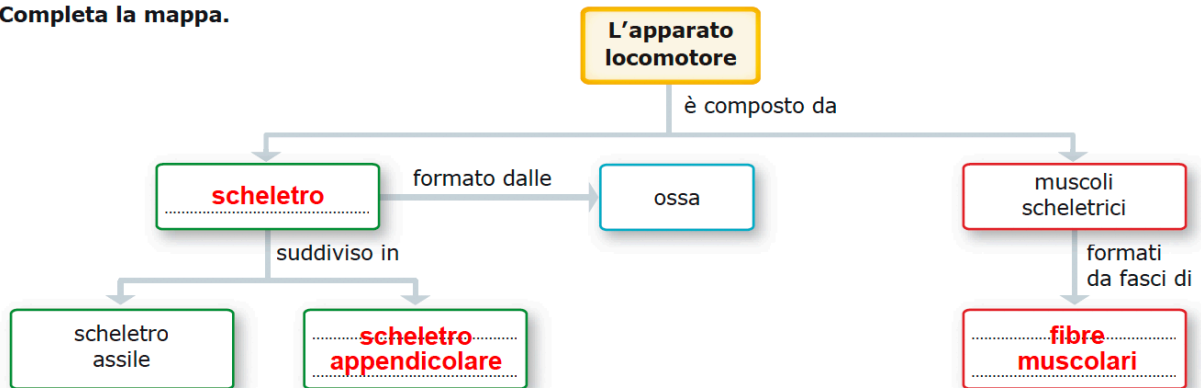 Completa la mappa.
L'apparato
locomotore
è composto da
scheletro
formato dalle
ossa
muscoli
scheletrici
suddiviso in
formati
da fasci di
scheletro
assile
scheletro
appendicolare
fibre
muscolari